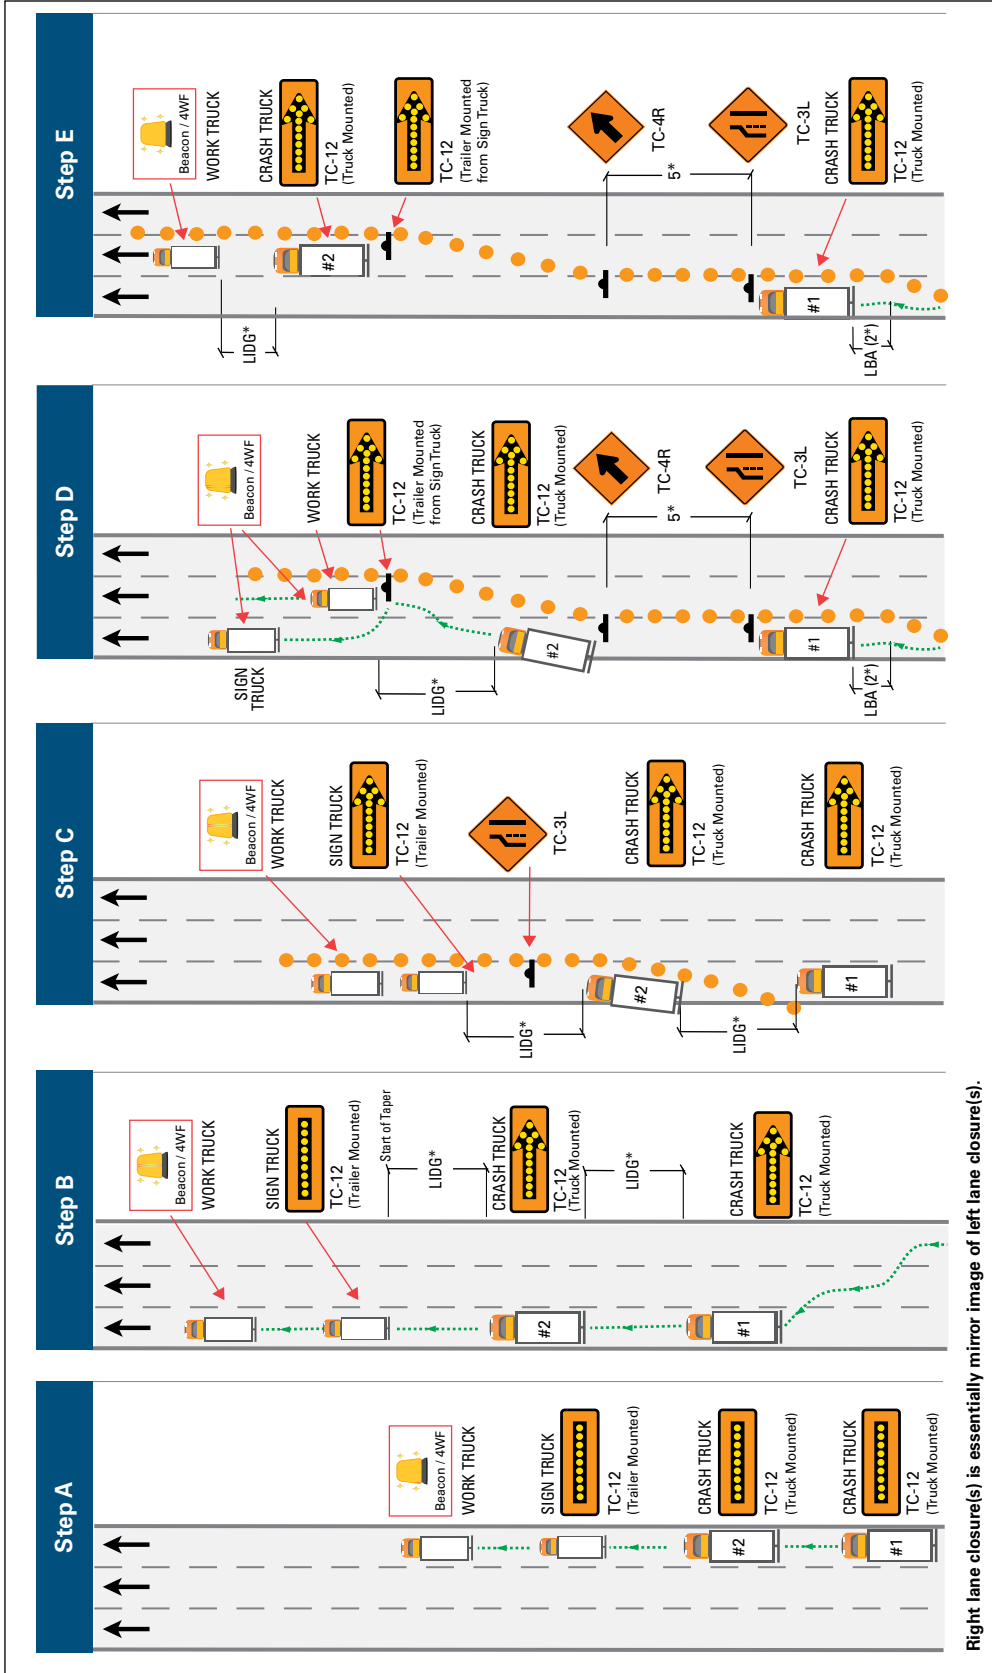 Step A
Beacon / 4WF
WORK TRUCK
SIGN TRUCK
TC-12
(Trailer Mounted)
CRASH TRUCK
TC-12
(Truck Mounted)
CRASH TRUCK
TC-12
(Truck Mounted)
#2
#1
Step B
Beacon / 4WF
WORK TRUCK
SIGN TRUCK
TC-12
(Trailer Mounted)
Start of Taper
LIDG*
CRASH TRUCK
TC-12
(Truck Mounted)
LIDG*
CRASH TRUCK
TC-12
(Truck Mounted)
#2
#1
Step C
Beacon / 4WF
WORK TRUCK
SIGN TRUCK
TC-12
(Trailer Mounted)
TC-3L
CRASH TRUCK
TC-12
(Truck Mounted)
CRASH TRUCK
TC-12
(Truck Mounted)
#2
#1
LIDG*
LIDG*
Step D
Beacon / 4WF
WORK TRUCK
TC-12
(Trailer Mounted
from Sign Truck)
CRASH TRUCK
TC-12
(Truck Mounted)
TC-4R
5*
TC-3L
CRASH TRUCK
TC-12
(Truck Mounted)
#2
#1
SIGN
TRUCK
LIDG*
LBA (2*)
Step E
Beacon / 4WF
WORK TRUCK
CRASH TRUCK
TC-12
(Truck Mounted)
TC-12
(Trailer Mounted
from Sign Truck)
TC-4R
5*
TC-3L
CRASH TRUCK
TC-12
(Truck Mounted)
#2
#1
LIDG*
LBA (2*)
Right lane closure(s) is essentially mirror image of left lane closure(s).